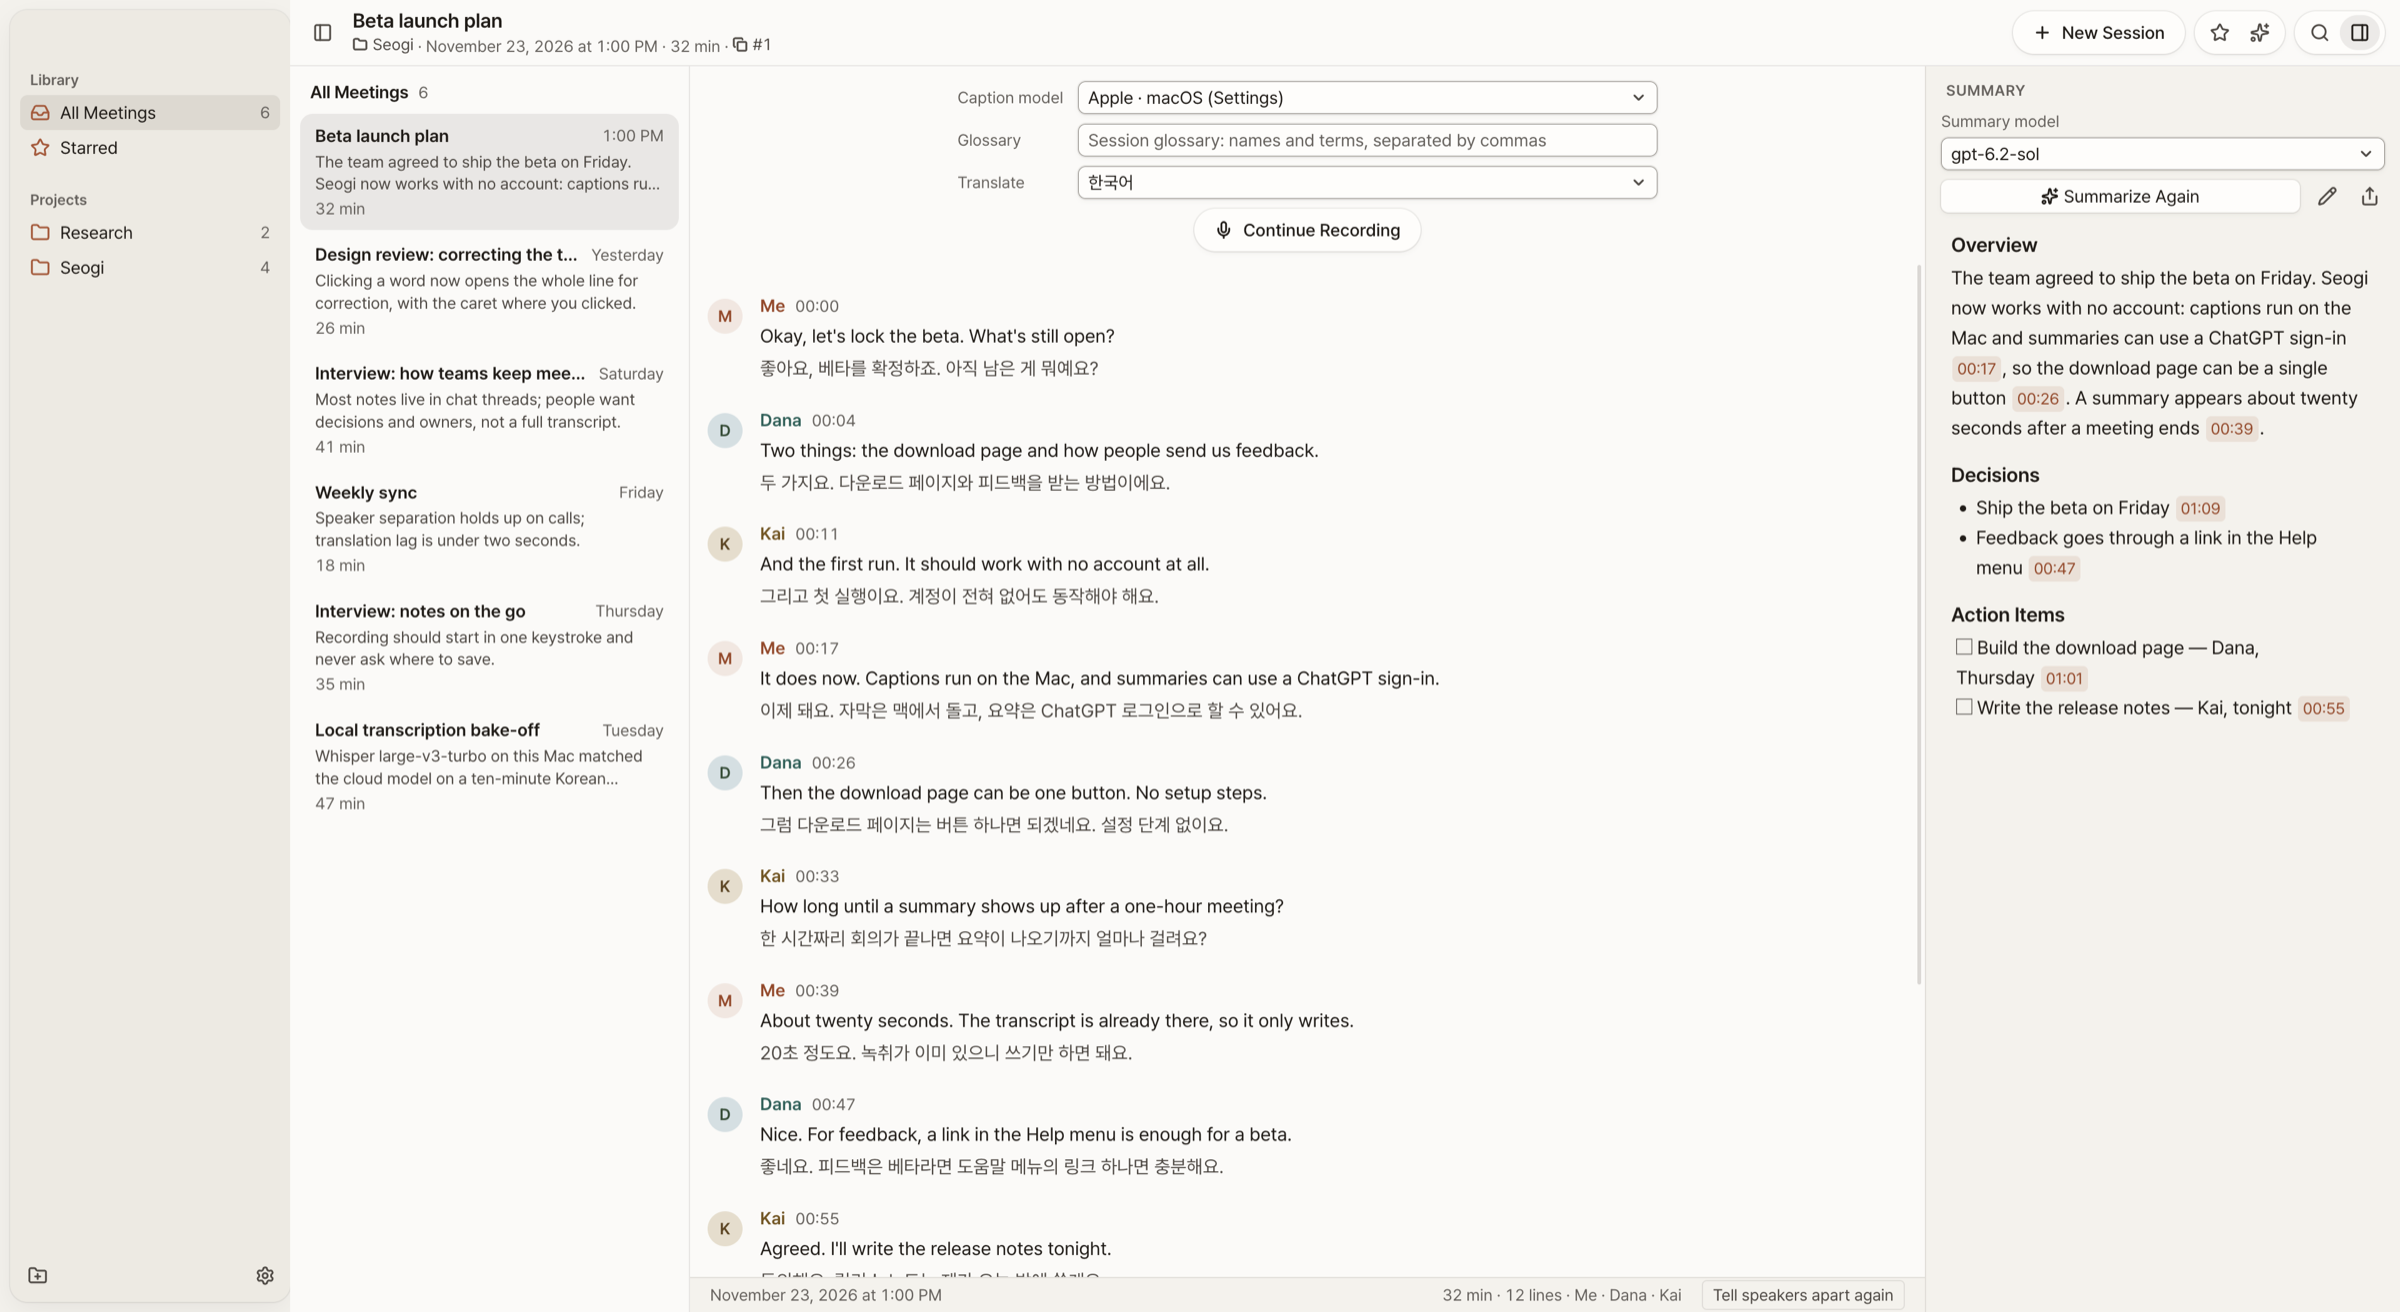 Library
All Meetings 6
Starred
Projects
Research 2
Seogi 4
Beta launch plan
Seogi · November 23, 2026 at 1:00 PM · 32 min · #1
New Session
All Meetings 6
Beta launch plan 1:00 PM
The team agreed to ship the beta on Friday.
Seogi now works with no account: captions ru...
32 min
Design review: correcting the t... Yesterday
Clicking a word now opens the whole line for
correction, with the caret where you clicked.
26 min
Interview: how teams keep mee... Saturday
Most notes live in chat threads; people want
decisions and owners, not a full transcript.
41 min
Weekly sync Friday
Speaker separation holds up on calls;
translation lag is under two seconds.
18 min
Interview: notes on the go Thursday
Recording should start in one keystroke and
never ask where to save.
35 min
Local transcription bake-off Tuesday
Whisper large-v3-turbo on this Mac matched
the cloud model on a ten-minute Korean...
47 min
Caption model Apple · macOS (Settings)
Glossary Session glossary: names and terms, separated by commas
Translate 한국어
Continue Recording
M Me 00:00
Okay, let's lock the beta. What's still open?
좋아요, 베타를 확정하죠. 아직 남은 게 뭐예요?
D Dana 00:04
Two things: the download page and how people send us feedback.
두 가지요. 다운로드 페이지와 피드백을 받는 방법이에요.
K Kai 00:11
And the first run. It should work with no account at all.
그리고 첫 실행이요. 계정이 전혀 없어도 동작해야 해요.
M Me 00:17
It does now. Captions run on the Mac, and summaries can use a ChatGPT sign-in.
이제 돼요. 자막은 맥에서 돌고, 요약은 ChatGPT 로그인으로 할 수 있어요.
D Dana 00:26
Then the download page can be one button. No setup steps.
그럼 다운로드 페이지는 버튼 하나면 되겠네요. 설정 단계 없이요.
K Kai 00:33
How long until a summary shows up after a one-hour meeting?
한 시간짜리 회의가 끝나면 요약이 나오기까지 얼마나 걸려요?
M Me 00:39
About twenty seconds. The transcript is already there, so it only writes.
20초 정도요. 녹취가 이미 있으니 쓰기만 하면 돼요.
D Dana 00:47
Nice. For feedback, a link in the Help menu is enough for a beta.
좋네요. 피드백은 베타라면 도움말 메뉴의 링크 하나면 충분해요.
K Kai 00:55
Agreed. I'll write the release notes tonight.
November 23, 2026 at 1:00 PM
32 min · 12 lines · Me · Dana · Kai
Tell speakers apart again
SUMMARY
Summary model
gpt-6.2-sol
Summarize Again
Overview
The team agreed to ship the beta on Friday. Seogi
now works with no account: captions run on the
Mac and summaries can use a ChatGPT sign-in
00:17 , so the download page can be a single
button 00:26 . A summary appears about twenty
seconds after a meeting ends 00:39 .
Decisions
• Ship the beta on Friday 01:09
• Feedback goes through a link in the Help
menu 00:47
Action Items
Build the download page — Dana,
Thursday 01:01
Write the release notes — Kai, tonight 00:55